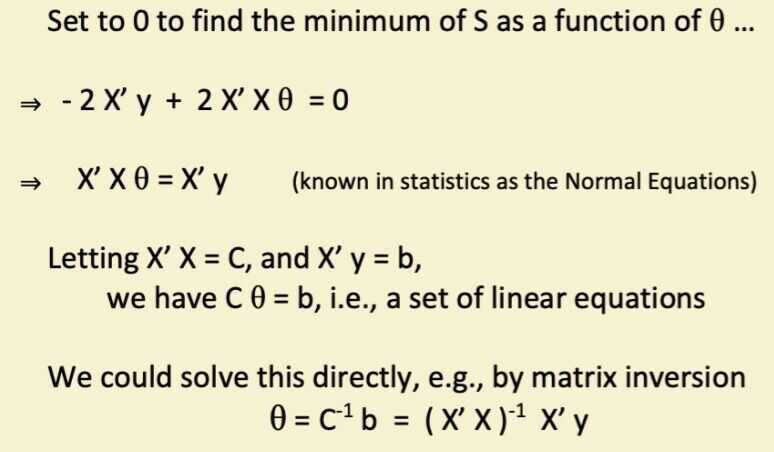 Set to 0 to find the minimum of S as a function of θ ...
⇒ - 2 X′ y + 2 X′ X θ = 0
⇒ X′ X θ = X′ y (known in statistics as the Normal Equations)
Letting X′ X = C, and X′ y = b,
we have C θ = b, i.e., a set of linear equations
We could solve this directly, e.g., by matrix inversion
θ = C⁻¹ b = ( X′ X )⁻¹ X′ y